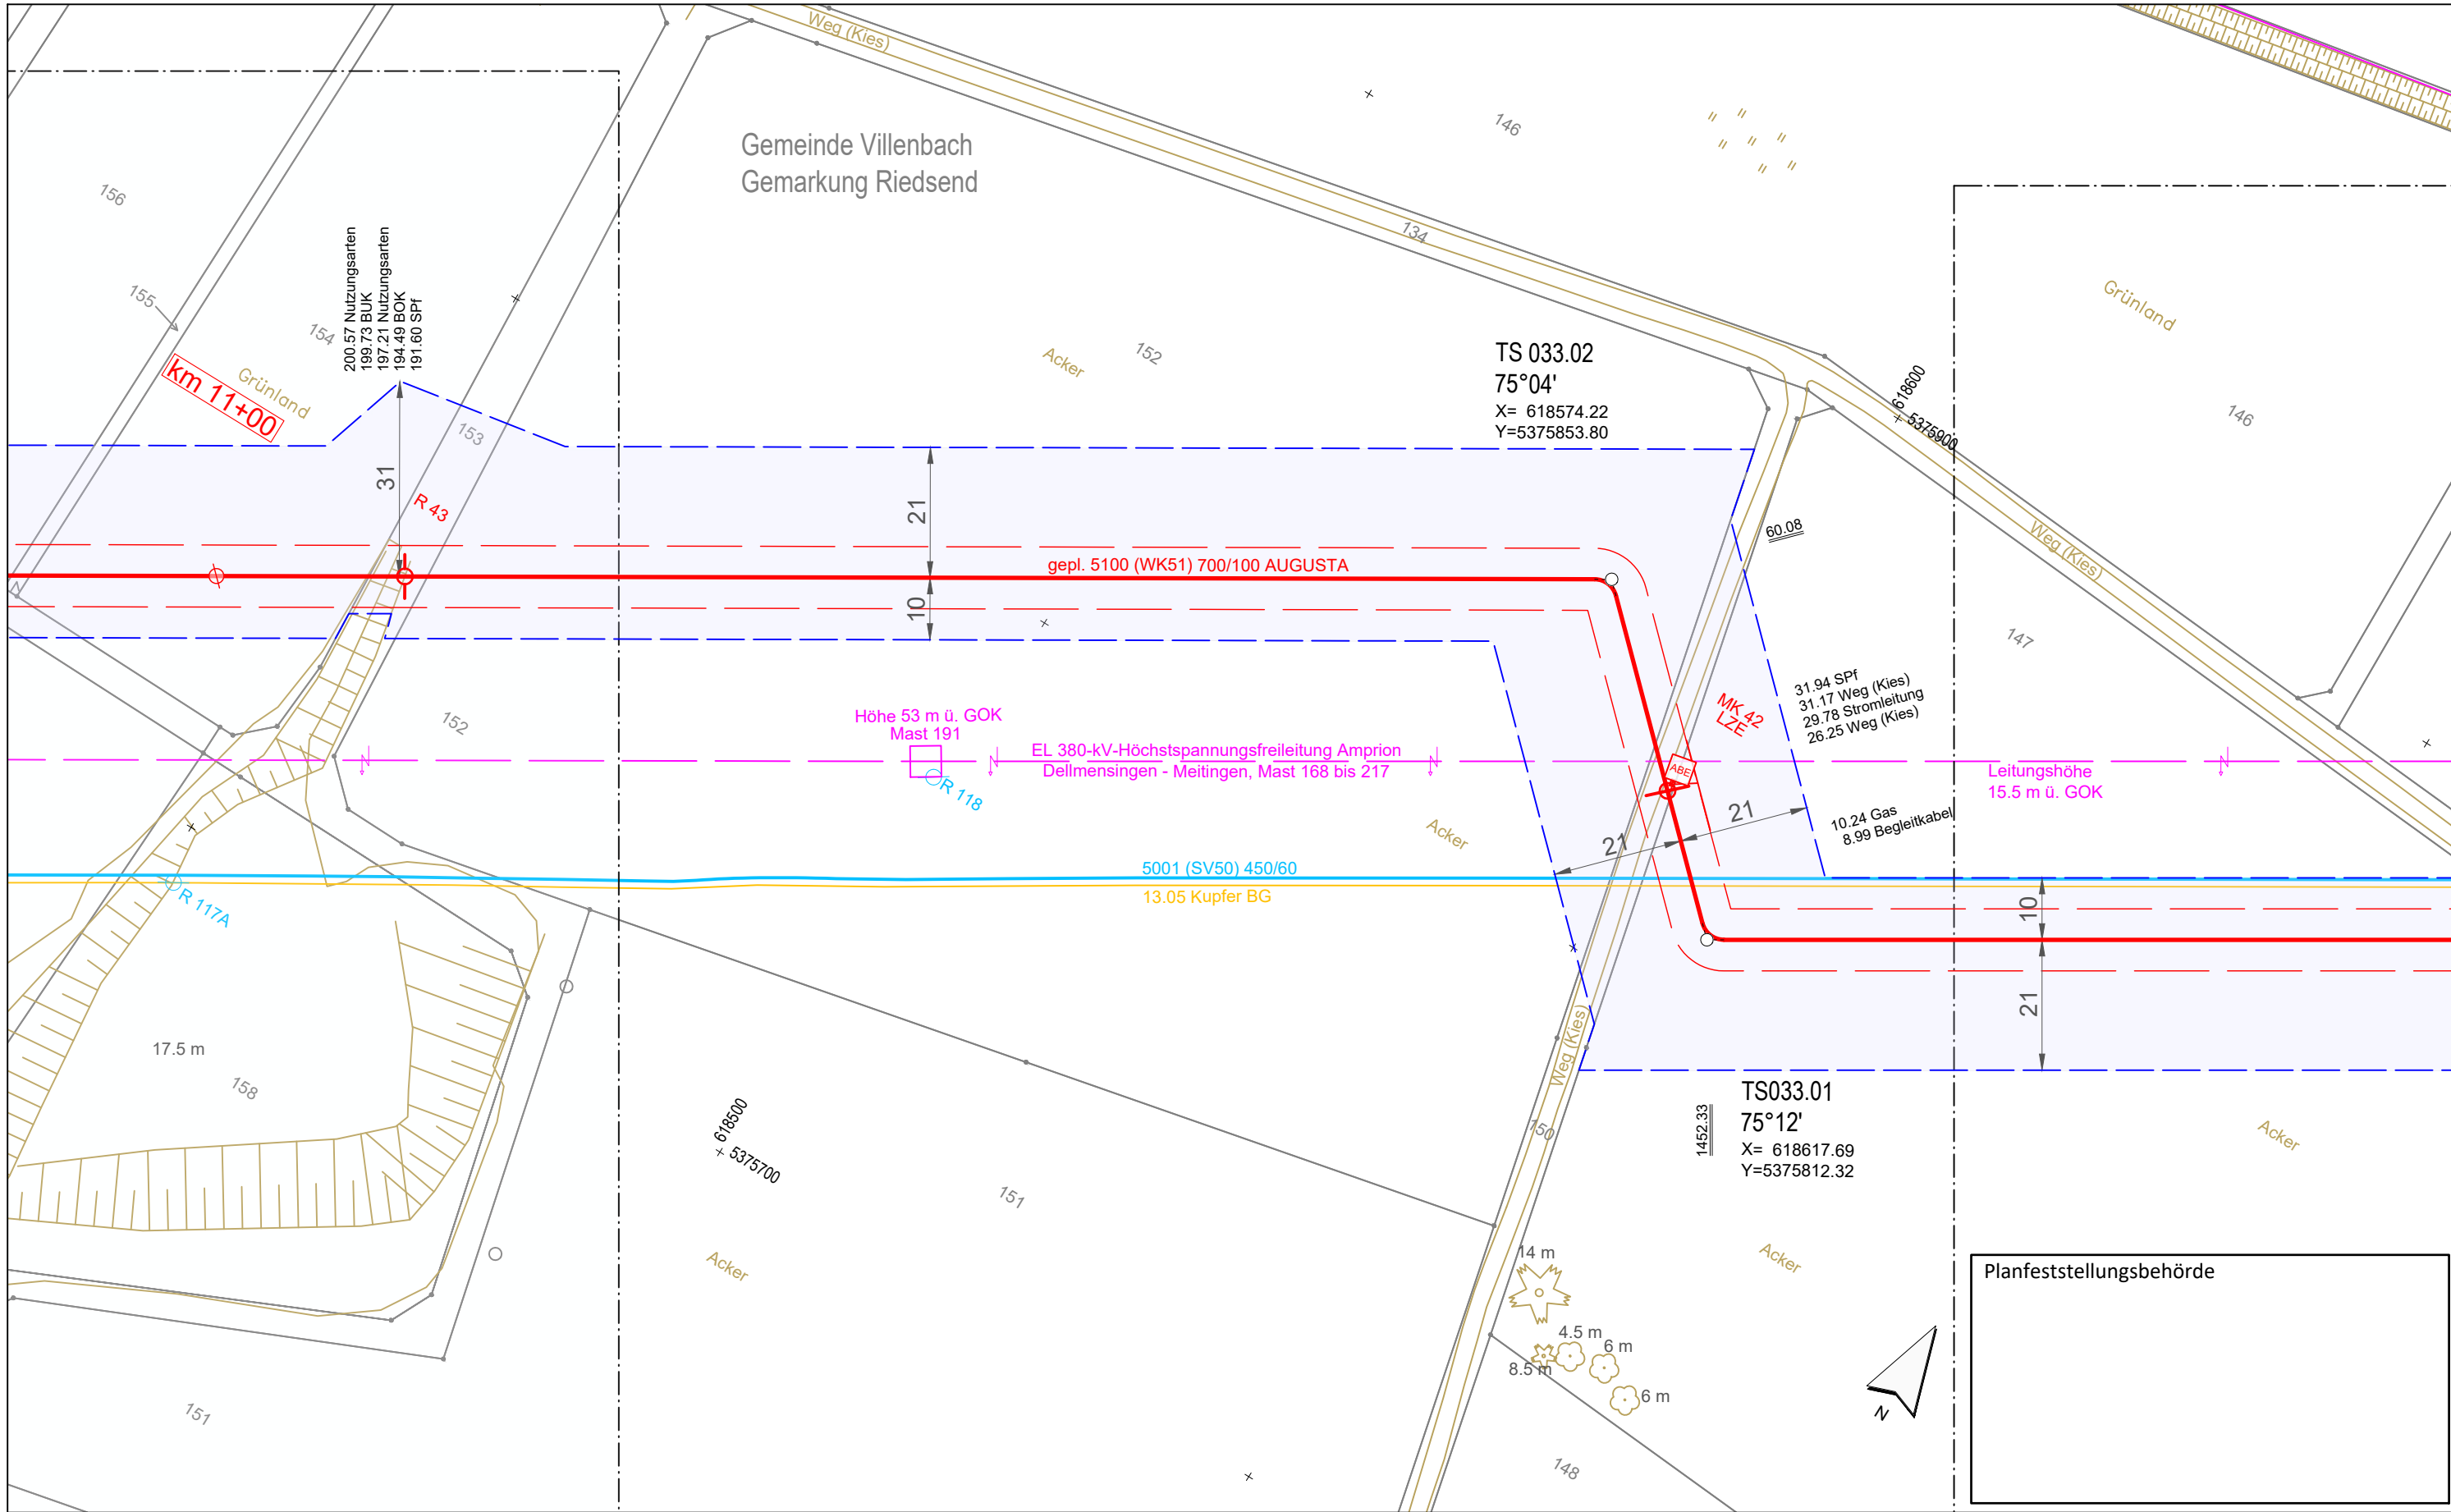 Weg (Kies)
146
Gemeinde Villenbach
Gemarkung Riedsend
156
134
155
154
200.57 Nutzungsarten
199.73 BUK
197.21 Nutzungsarten
194.49 BOK
191.60 SPf
km 11+00
Grünland
153
Acker
152
TS 033.02
75°04'
X= 618574.22
Y=5375853.80
618600
5375900
Grünland
146
31
R 43
21
10
60.08
gepl. 5100 (WK51) 700/100 AUGUSTA
Weg (Kies)
147
152
Höhe 53 m ü. GOK
Mast 191
R 118
EL 380-kV-Höchstspannungsfreileitung Amprion
Dellmensingen - Meitingen, Mast 168 bis 217
MK 42
LZE
ABE
31.94 SPf
31.17 Weg (Kies)
29.78 Stromleitung
26.25 Weg (Kies)
Leitungshöhe
15.5 m ü. GOK
10.24 Gas
8.99 Begleitkabel
21
21
Acker
5001 (SV50) 450/60
13.05 Kupfer BG
R 117A
10
21
17.5 m
158
Weg (Kies)
150
TS033.01
75°12'
X= 618617.69
Y=5375812.32
1452.33
618500
5375700
151
Acker
Acker
Acker
14 m
4.5 m
6 m
8.5 m
6 m
151
148
N
Planfeststellungsbehörde